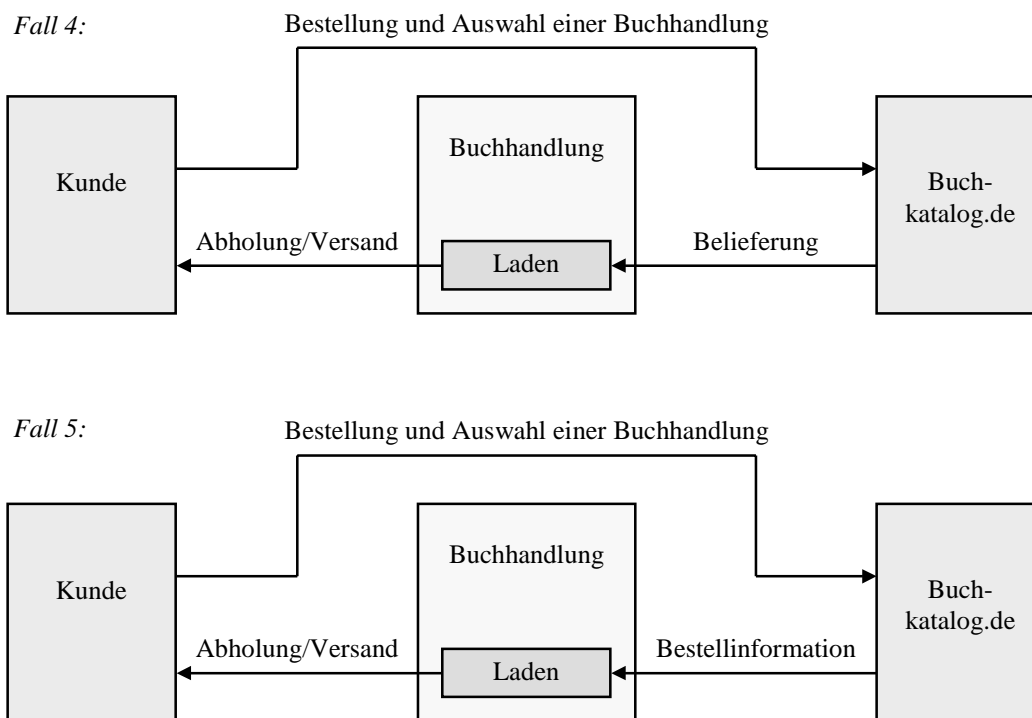 Fall 4:
Bestellung und Auswahl einer Buchhandlung
Kunde
Buchhandlung
Buch-
katalog.de
Abholung/Versand
Laden
Belieferung
Fall 5:
Bestellung und Auswahl einer Buchhandlung
Kunde
Buchhandlung
Buch-
katalog.de
Abholung/Versand
Laden
Bestellinformation